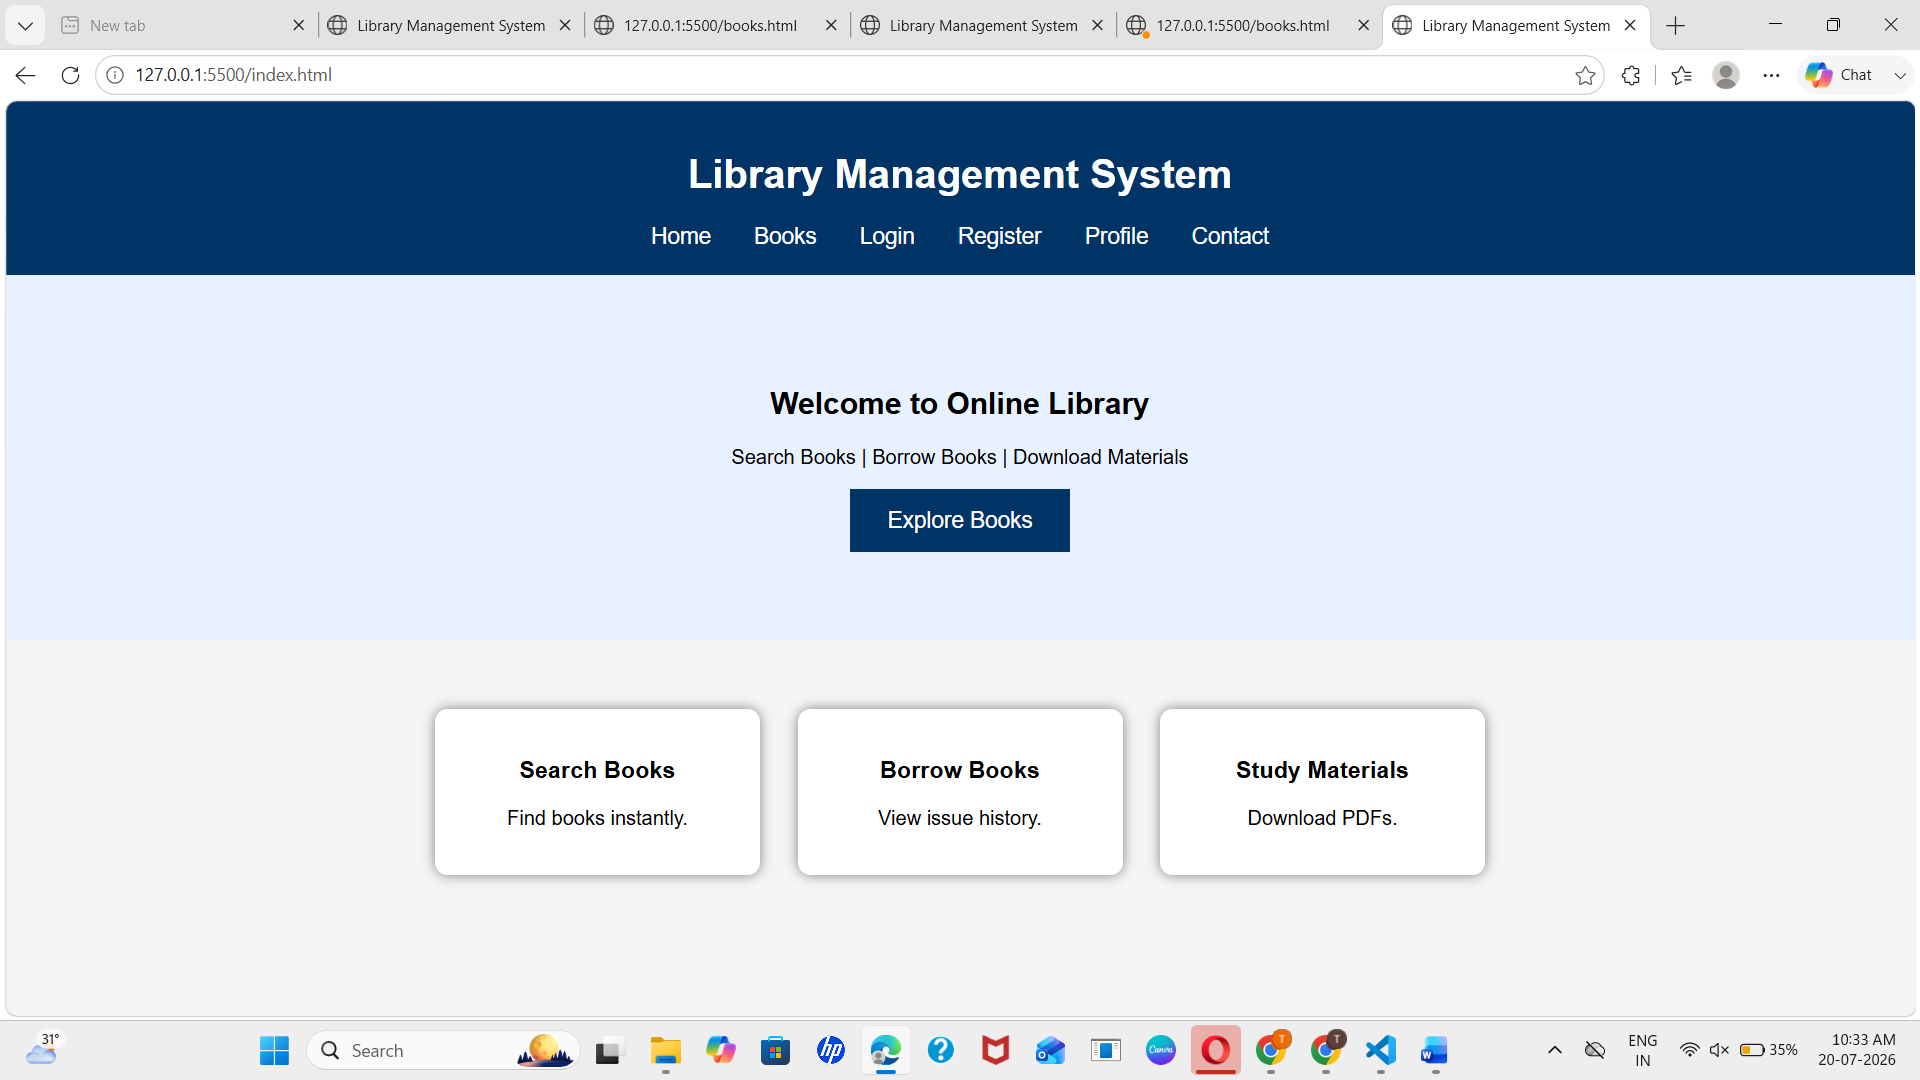 New tab
Library Management System
127.0.0.1:5500/books.html
Library Management System
127.0.0.1:5500/books.html
Library Management System
127.0.0.1:5500/index.html
Chat
Library Management System
Home Books Login Register Profile Contact
Welcome to Online Library
Search Books | Borrow Books | Download Materials
Explore Books
Search Books
Find books instantly.
Borrow Books
View issue history.
Study Materials
Download PDFs.
31°
Search
hp
Canva
T
T
ENG
IN
35%
10:33 AM
20-07-2026